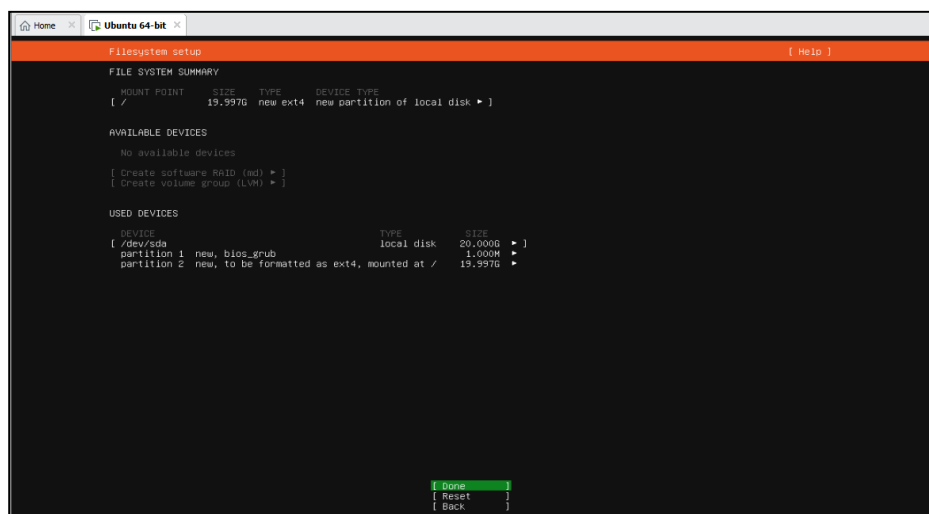 Home × Ubuntu 64-bit ×
Filesystem setup [ Help ]
FILE SYSTEM SUMMARY
MOUNT POINT SIZE TYPE DEVICE TYPE
[ / 19.997G new ext4 new partition of local disk ► ]
AVAILABLE DEVICES
No available devices
[ Create software RAID (md) ► ]
[ Create volume group (LVM) ► ]
USED DEVICES
DEVICE TYPE SIZE
[ /dev/sda local disk 20.000G ► ]
partition 1 new, bios_grub 1.000M ►
partition 2 new, to be formatted as ext4, mounted at / 19.997G ►
[ Done ]
[ Reset ]
[ Back ]